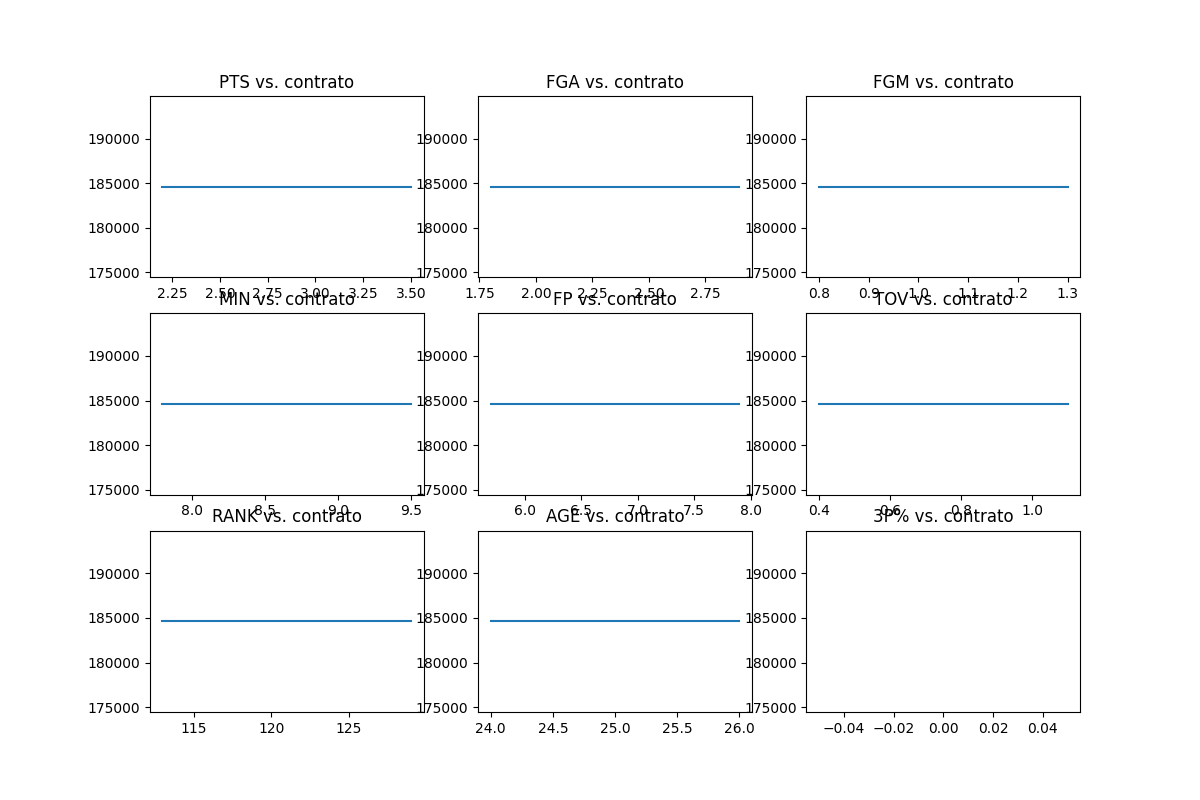 PTS vs. contrato
FGA vs. contrato
FGM vs. contrato
190000
185000
180000
175000
190000
185000
180000
175000
190000
185000
180000
175000
2.25 2.50 2.75 3.00 3.25 3.50
1.75 2.00 2.25 2.50 2.75
0.8 0.9 1.0 1.1 1.2 1.3
MIN vs. contrato
FP vs. contrato
TOV vs. contrato
190000
185000
180000
175000
190000
185000
180000
175000
190000
185000
180000
175000
8.0 8.5 9.0 9.5
6.0 6.5 7.0 7.5 8.0
0.4 0.6 0.8 1.0
RANK vs. contrato
AGE vs. contrato
3P% vs. contrato
190000
185000
180000
175000
190000
185000
180000
175000
190000
185000
180000
175000
115 120 125
24.0 24.5 25.0 25.5 26.0
−0.04 −0.02 0.00 0.02 0.04